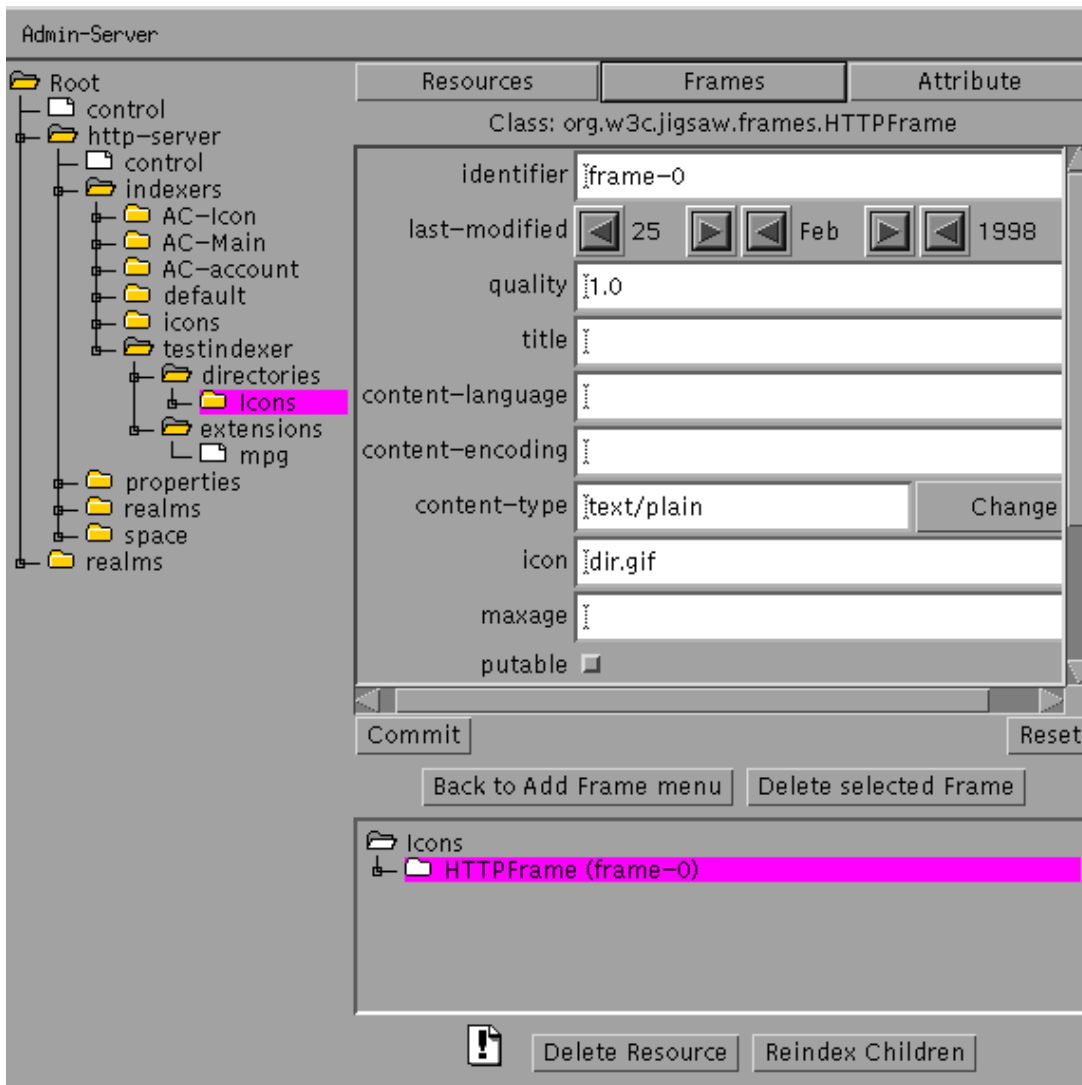 Admin-Server
Root
control
http-server
control
indexers
AC-Icon
AC-Main
AC-account
default
icons
testindexer
directories
Icons
extensions
mpg
properties
realms
space
realms
Resources Frames Attribute
Class: org.w3c.jigsaw.frames.HTTPFrame
identifier frame-0
last-modified 25 Feb 1998
quality 1.0
title
content-language
content-encoding
content-type text/plain Change
icon dir.gif
maxage
putable
Commit Reset
Back to Add Frame menu Delete selected Frame
Icons
HTTPFrame (frame-0)
Delete Resource Reindex Children